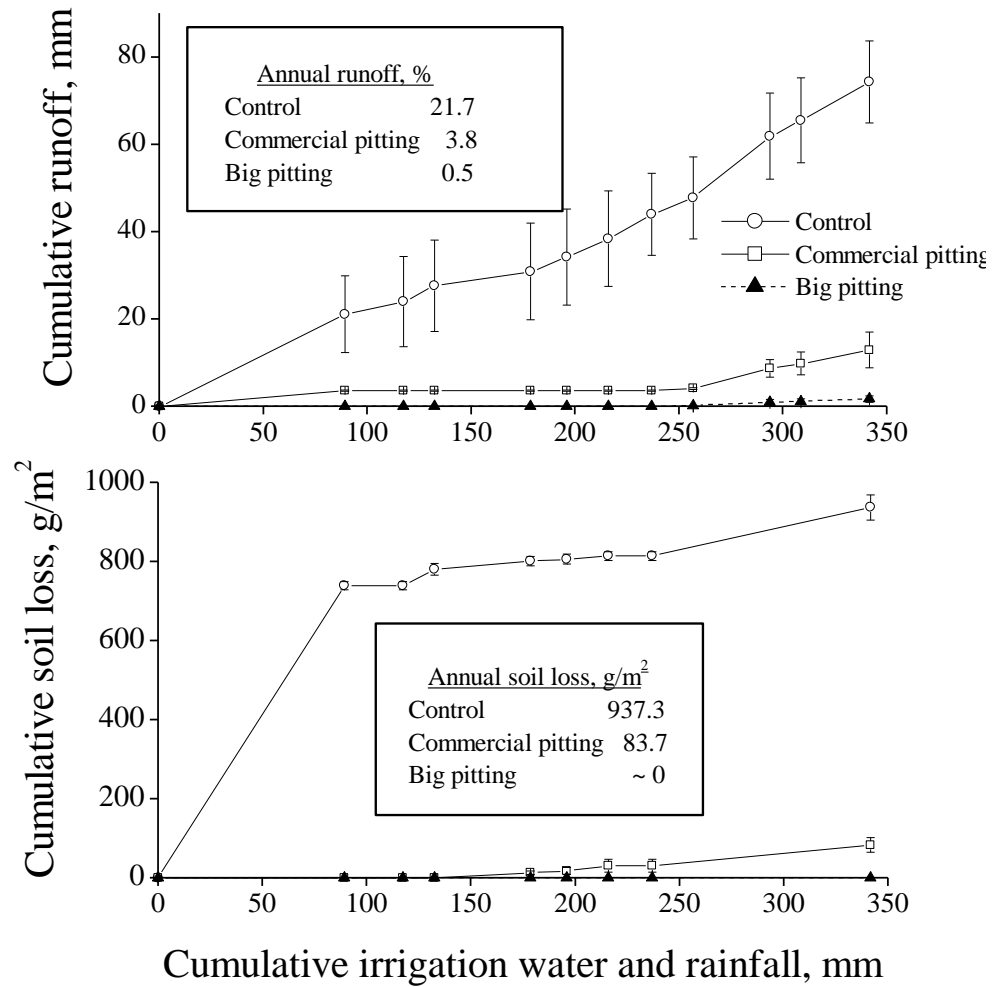 Cumulative runoff, mm
80
60
40
20
0
Annual runoff, %
Control 21.7
Commercial pitting 3.8
Big pitting 0.5
Control
Commercial pitting
Big pitting
0 50 100 150 200 250 300 350
Cumulative soil loss, g/m²
1000
800
600
400
200
0
Annual soil loss, g/m²
Control 937.3
Commercial pitting 83.7
Big pitting ~ 0
0 50 100 150 200 250 300 350
Cumulative irrigation water and rainfall, mm